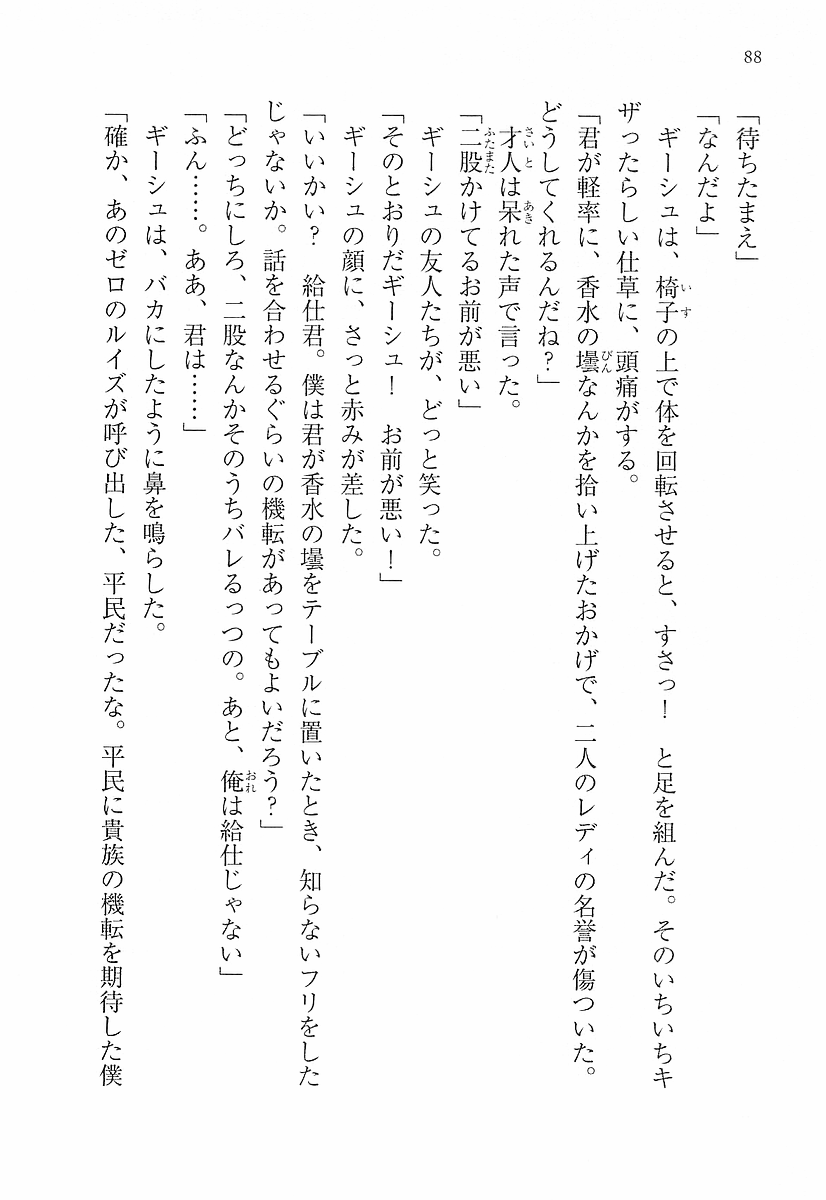 88
「待ちたまえ」
「なんだよ」
　ギーシュは、椅子の上で体を回転させると、すさっ！　と足を組んだ。そのいちいちキ
ザったらしい仕草に、頭痛がする。
「君が軽率に、香水の壜なんかを拾い上げたおかげで、二人のレディの名誉が傷ついた。
どうしてくれるんだね？」
　才人は呆れた声で言った。
「二股かけてるお前が悪い」
　ギーシュの友人たちが、どっと笑った。
「そのとおりだギーシュ！　お前が悪い！」
　ギーシュの顔に、さっと赤みが差した。
「いいかい？　給仕君。僕は君が香水の壜をテーブルに置いたとき、知らないフリをした
じゃないか。話を合わせるぐらいの機転があってもよいだろう？」
「どっちにしろ、二股なんかそのうちバレるっつの。あと、俺は給仕じゃない」
「ふん……。ああ、君は……」
　ギーシュは、バカにしたように鼻を鳴らした。
「確か、あのゼロのルイズが呼び出した、平民だったな。平民に貴族の機転を期待した僕